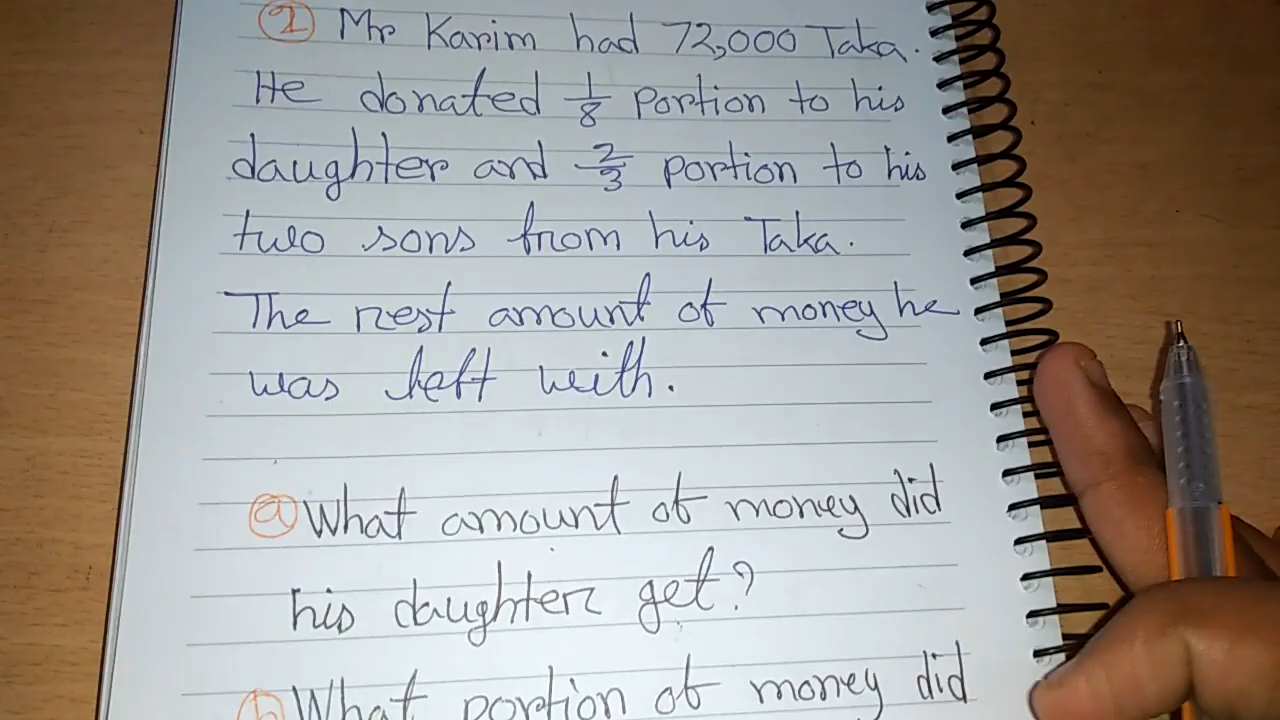 ② Mr Karim had 72,000 Taka.
He donated 1/8 portion to his
daughter and 2/3 portion to his
two sons from his Taka.
The rest amount of money he
was left with.
ⓐ What amount of money did
his daughter get?
ⓑ What portion of money did